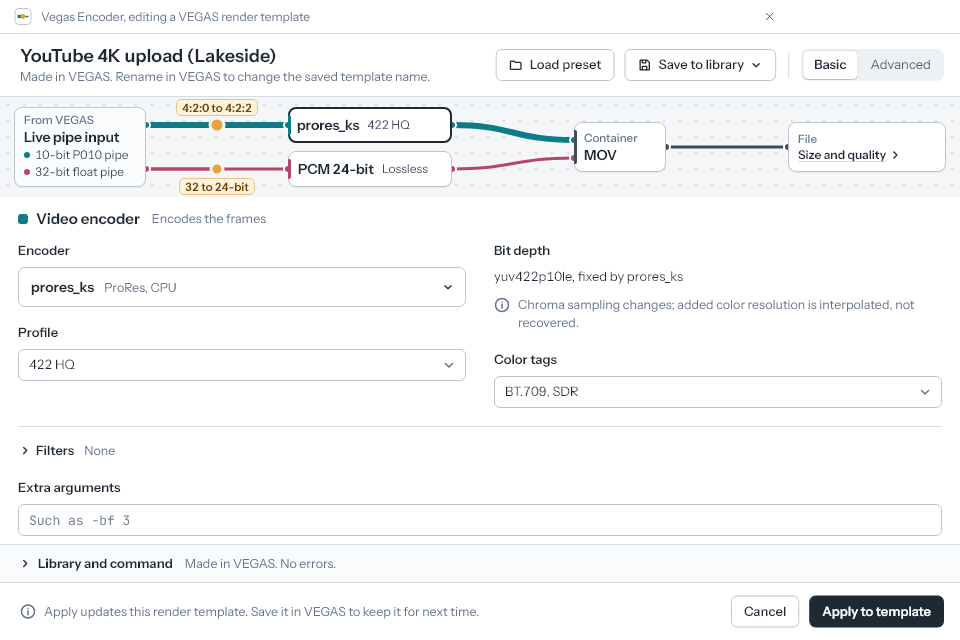 Vegas Encoder, editing a VEGAS render template
YouTube 4K upload (Lakeside)
Made in VEGAS. Rename in VEGAS to change the saved template name.
Load preset
Save to library
Basic
Advanced
From VEGAS
Live pipe input
10-bit P010 pipe
32-bit float pipe
4:2:0 to 4:2:2
32 to 24-bit
prores_ks 422 HQ
PCM 24-bit Lossless
Container
MOV
File
Size and quality
Video encoder Encodes the frames
Encoder
prores_ks ProRes, CPU
Profile
422 HQ
Bit depth
yuv422p10le, fixed by prores_ks
Chroma sampling changes; added color resolution is interpolated, not
recovered.
Color tags
BT.709, SDR
Filters None
Extra arguments
Such as -bf 3
Library and command Made in VEGAS. No errors.
Apply updates this render template. Save it in VEGAS to keep it for next time.
Cancel
Apply to template